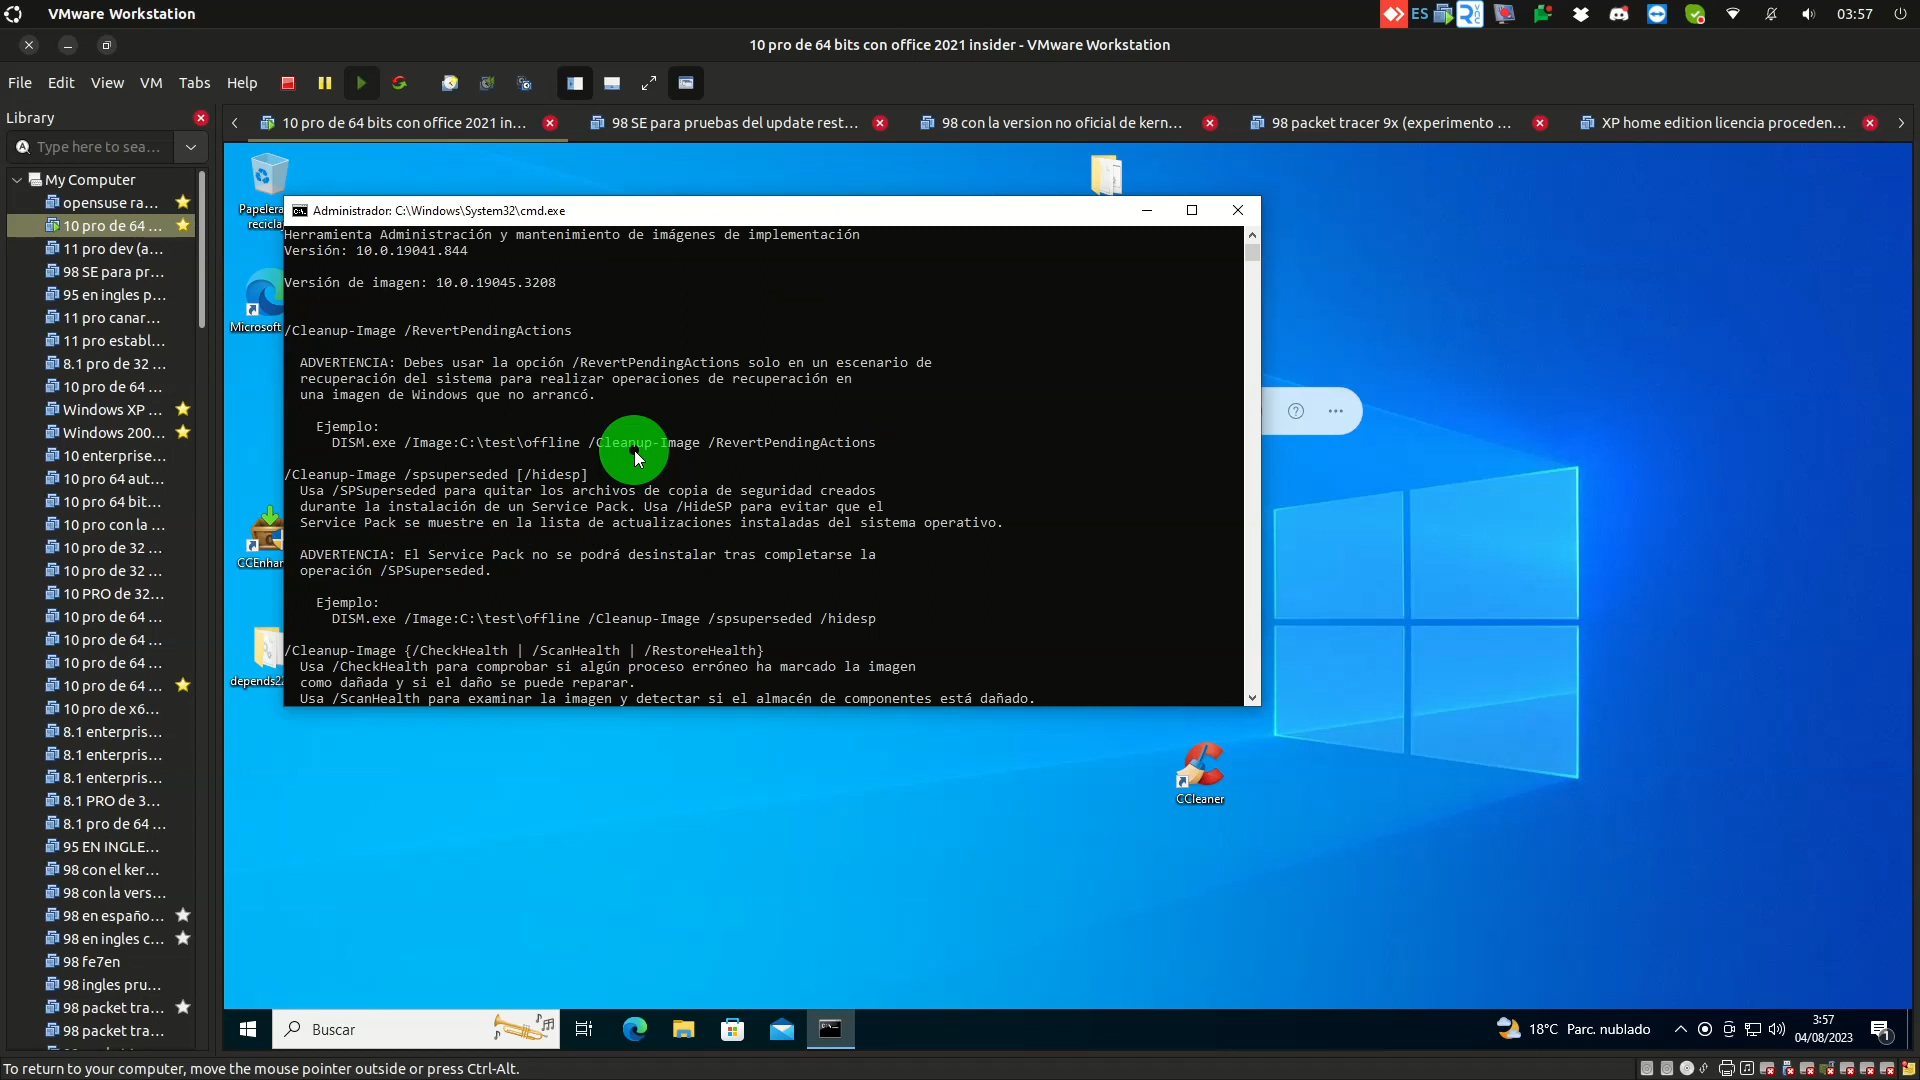 VMware Workstation
ES
03:57
10 pro de 64 bits con office 2021 insider - VMware Workstation
File Edit View VM Tabs Help
Library
10 pro de 64 bits con office 2021 in...
98 SE para pruebas del update rest...
98 con la version no oficial de kern...
98 packet tracer 9x (experimento ...
XP home edition licencia proceden...
Type here to sea...
My Computer
opensuse ra...
10 pro de 64 ...
11 pro dev (a...
98 SE para pr...
95 en ingles p...
11 pro canar...
11 pro establ...
8.1 pro de 32 ...
10 pro de 64 ...
Windows XP ...
Windows 200...
10 enterprise...
10 pro 64 aut...
10 pro 64 bit...
10 pro con la ...
10 pro de 32 ...
10 pro de 32 ...
10 PRO de 32...
10 pro de 64 ...
10 pro de 64 ...
10 pro de 64 ...
10 pro de 64 ...
10 pro de x6...
8.1 enterpris...
8.1 enterpris...
8.1 enterpris...
8.1 PRO de 3...
8.1 pro de 64 ...
95 EN INGLE...
98 con el ker...
98 con la vers...
98 en españo...
98 en ingles c...
98 fe7en
98 ingles pru...
98 packet tra...
98 packet tra...
Papelera
recicla
Microsoft
CCEnhan
depends22
Administrador: C:\Windows\System32\cmd.exe
Herramienta Administración y mantenimiento de imágenes de implementación
Versión: 10.0.19041.844
Versión de imagen: 10.0.19045.3208
/Cleanup-Image /RevertPendingActions
ADVERTENCIA: Debes usar la opción /RevertPendingActions solo en un escenario de
recuperación del sistema para realizar operaciones de recuperación en
una imagen de Windows que no arrancó.
Ejemplo:
DISM.exe /Image:C:\test\offline /Cleanup-Image /RevertPendingActions
/Cleanup-Image /spsuperseded [/hidesp]
Usa /SPSuperseded para quitar los archivos de copia de seguridad creados
durante la instalación de un Service Pack. Usa /HideSP para evitar que el
Service Pack se muestre en la lista de actualizaciones instaladas del sistema operativo.
ADVERTENCIA: El Service Pack no se podrá desinstalar tras completarse la
operación /SPSuperseded.
Ejemplo:
DISM.exe /Image:C:\test\offline /Cleanup-Image /spsuperseded /hidesp
/Cleanup-Image {/CheckHealth | /ScanHealth | /RestoreHealth}
Usa /CheckHealth para comprobar si algún proceso erróneo ha marcado la imagen
como dañada y si el daño se puede reparar.
Usa /ScanHealth para examinar la imagen y detectar si el almacén de componentes está dañado.
CCleaner
Buscar
18°C Parc. nublado
3:57
04/08/2023
1
To return to your computer, move the mouse pointer outside or press Ctrl-Alt.